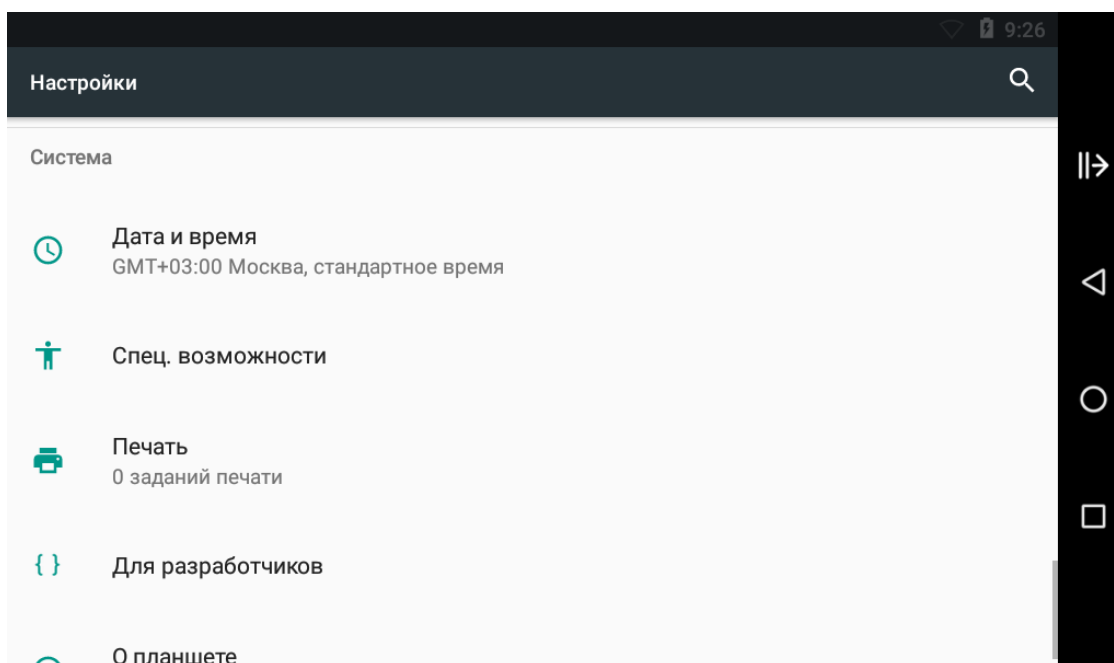 9:26
Настройки
Система
Дата и время
GMT+03:00 Москва, стандартное время
Спец. возможности
Печать
0 заданий печати
{ } Для разработчиков
О планшете